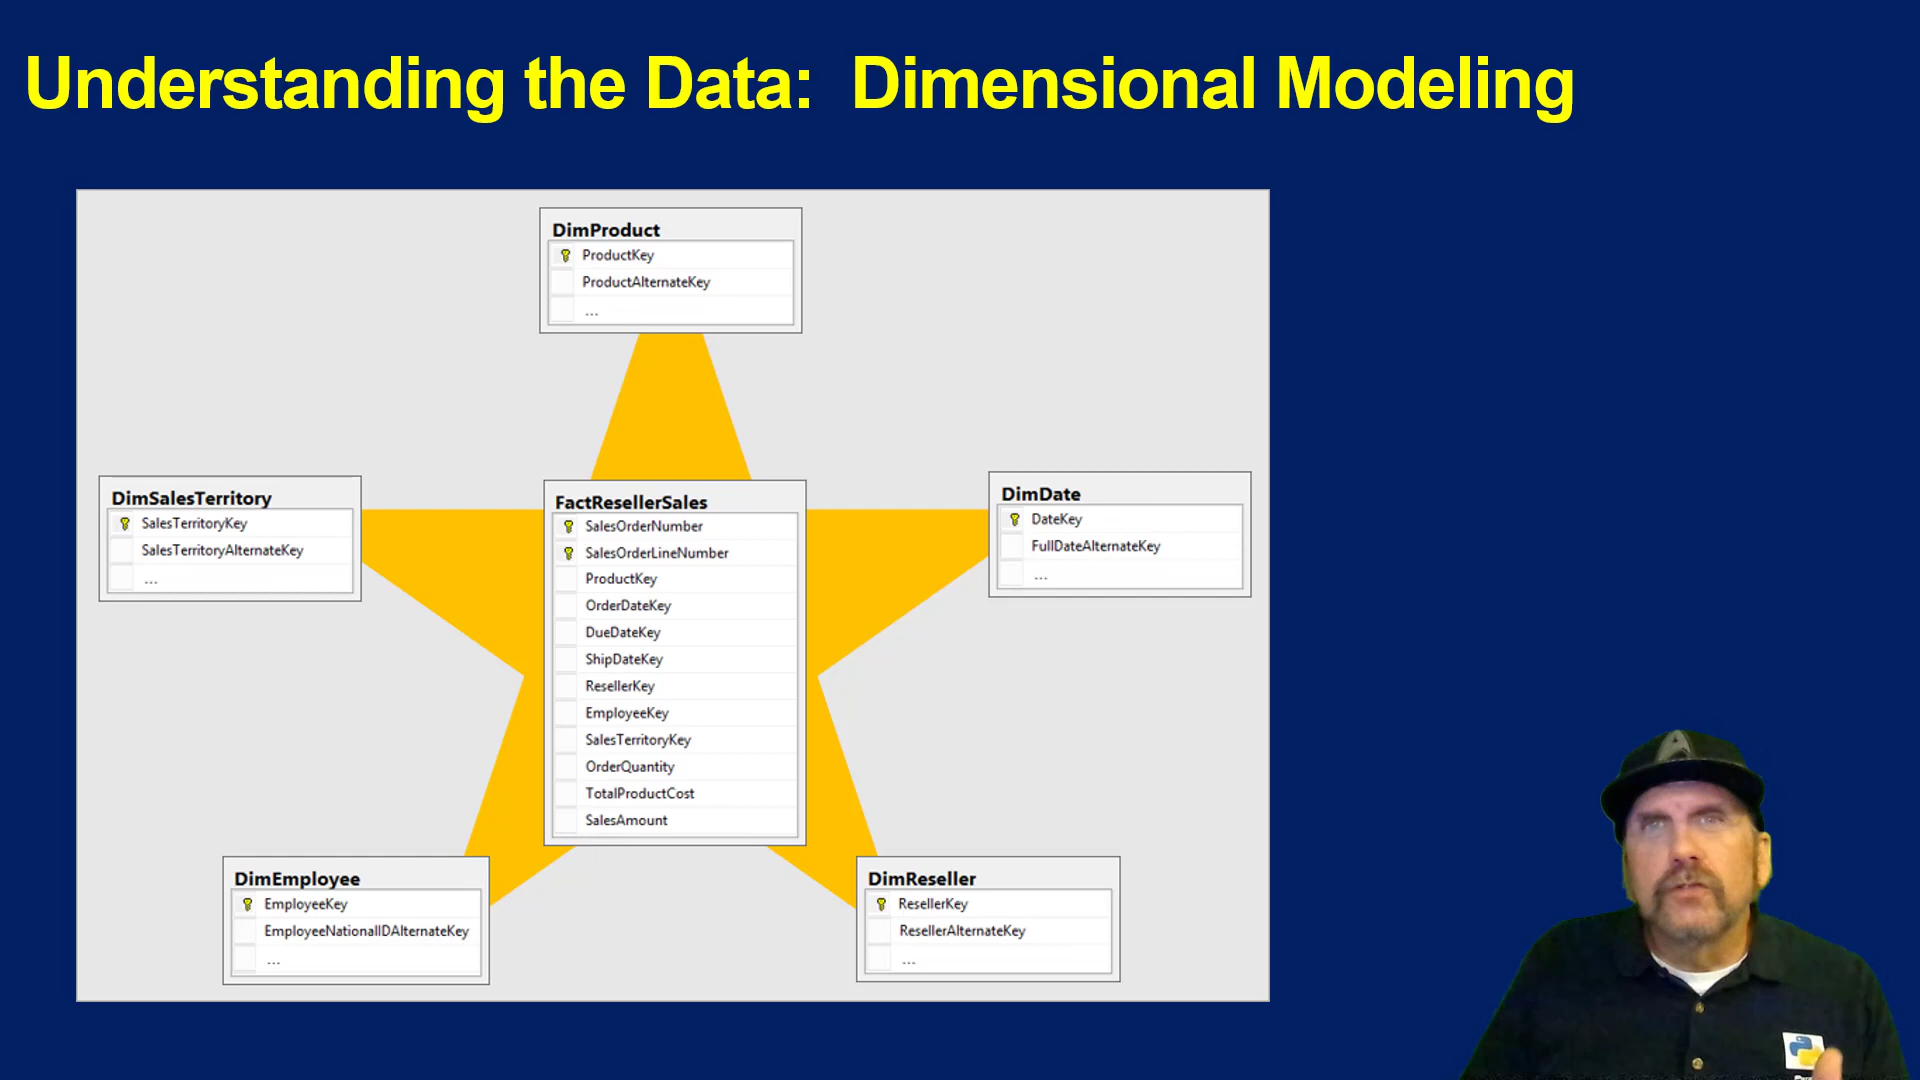 Understanding the Data: Dimensional Modeling
DimProduct
ProductKey
ProductAlternateKey
...
DimSalesTerritory
SalesTerritoryKey
SalesTerritoryAlternateKey
...
FactResellerSales
SalesOrderNumber
SalesOrderLineNumber
ProductKey
OrderDateKey
DueDateKey
ShipDateKey
ResellerKey
EmployeeKey
SalesTerritoryKey
OrderQuantity
TotalProductCost
SalesAmount
DimDate
DateKey
FullDateAlternateKey
...
DimEmployee
EmployeeKey
EmployeeNationalIDAlternateKey
...
DimReseller
ResellerKey
ResellerAlternateKey
...